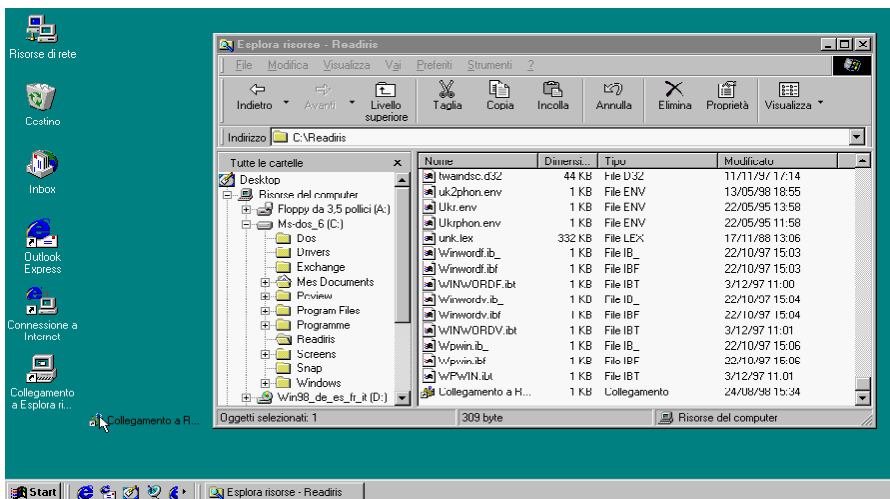 Risorse di rete
Cestino
Inbox
Outlook
Express
Connessione a
Internet
Collegamento
a Esplora ri...
Collegamento a R...
Esplora risorse - Readiris
File Modifica Visualizza Vai Preferiti Strumenti ?
Indietro Avanti Livello superiore Taglia Copia Incolla Annulla Elimina Proprietà Visualizza
Indirizzo C:\Readiris
Tutte le cartelle x
Desktop
Risorse del computer
Floppy da 3,5 pollici (A:)
Ms-dos_6 (C:)
Dos
Drivers
Exchange
Mes Documents
Pcview
Program Files
Programme
Readiris
Screens
Snap
Windows
Win98_de_es_fr_it (D:)
Nome Dimensi... Tipo Modificato
twaindsc.d32 44 KB File D32 11/11/97 17:14
uk2phon.env 1 KB File ENV 13/05/98 18:55
Ukr.env 1 KB File ENV 22/05/95 13:58
Ukrphon.env 1 KB File ENV 22/05/95 11:58
unk.lex 332 KB File LEX 17/11/88 13:06
Winwordf.ib_ 1 KB File IB_ 22/10/97 15:03
Winwordf.ibf 1 KB File IBF 22/10/97 15:03
WINWORDF.ibt 1 KB File IBT 3/12/97 11:00
Winwordv.ib_ 1 KB File IB_ 22/10/97 15:04
Winwordv.ibf 1 KB File IBF 22/10/97 15:04
WINWORDV.ibt 1 KB File IBT 3/12/97 11:01
Wpwin.ib_ 1 KB File IB_ 22/10/97 15:06
Wpwin.ibf 1 KB File IBF 22/10/97 15:06
WPWIN.ibt 1 KB File IBT 3/12/97 11:01
Collegamento a R... 1 KB Collegamento 24/08/98 15:34
Oggetti selezionati: 1 309 byte Risorse del computer
Start Esplora risorse - Readiris